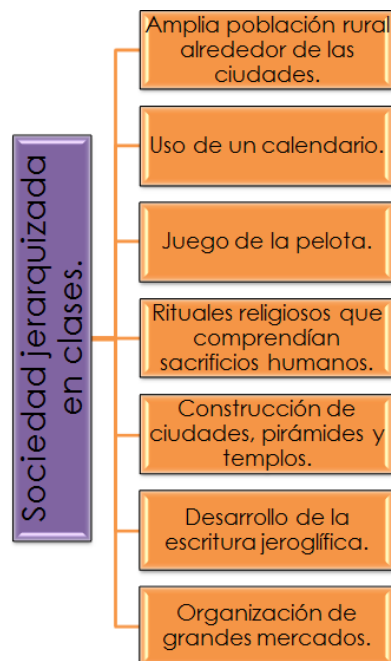 Sociedad jerarquizada
en clases.
Amplia población rural
alrededor de las
ciudades.
Uso de un calendario.
Juego de la pelota.
Rituales religiosos que
comprendían
sacrificios humanos.
Construcción de
ciudades, pirámides y
templos.
Desarrollo de la
escritura jeroglífica.
Organización de
grandes mercados.